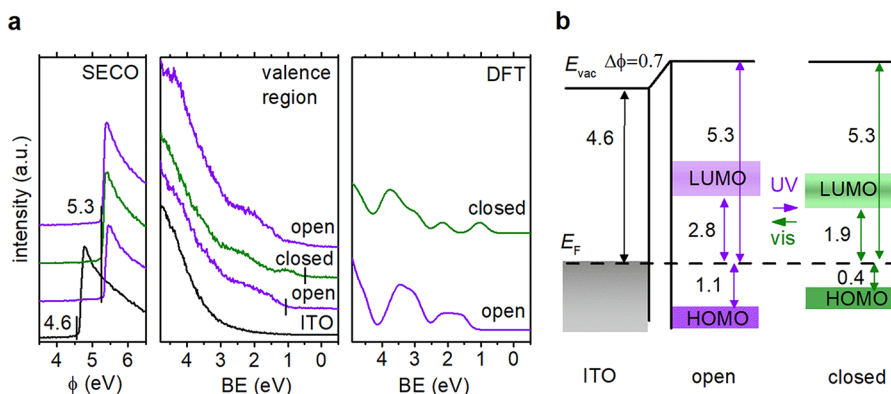 a
SECO
valence
region
DFT
intensity (a.u.)
5.3
4.6
open
closed
open
ITO
closed
open
4 5 6
4 3 2 1 0
4 3 2 1 0
ϕ (eV)
BE (eV)
BE (eV)
b
Evac Δϕ=0.7
4.6
5.3
5.3
LUMO
UV
LUMO
vis
2.8
1.9
EF
1.1
0.4
HOMO
HOMO
ITO
open
closed